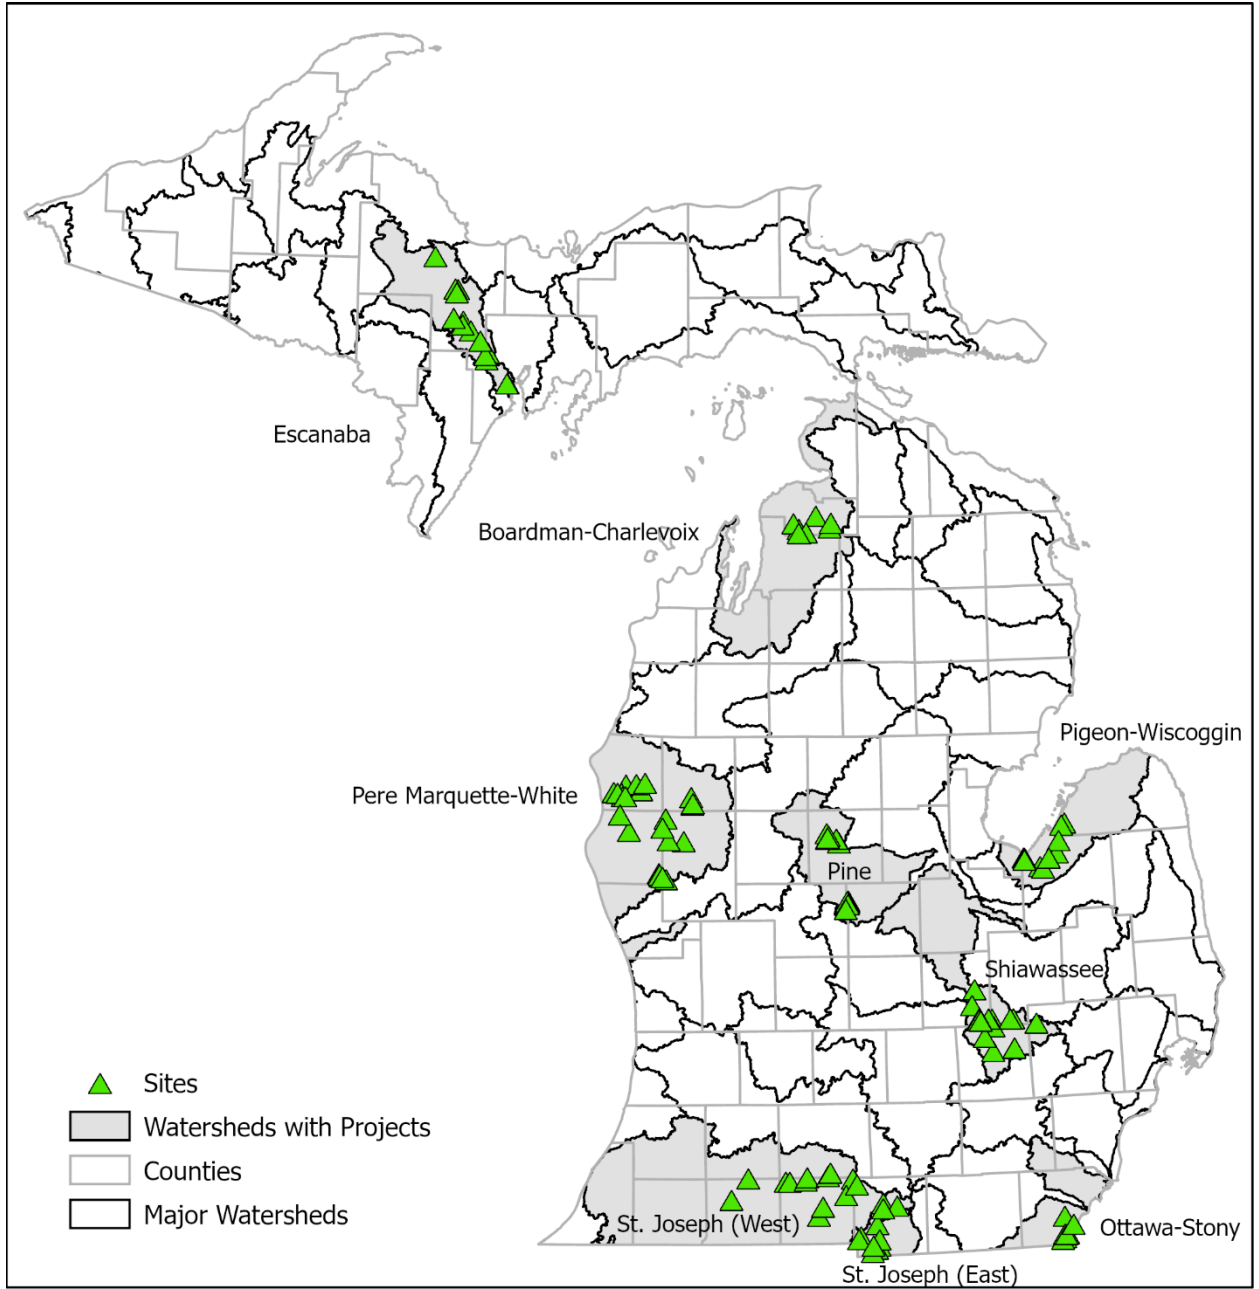 Escanaba
Boardman-Charlevoix
Pigeon-Wiscoggin
Pere Marquette-White
Pine
Shiawassee
Sites
Watersheds with Projects
Counties
Major Watersheds
St. Joseph (West)
Ottawa-Stony
St. Joseph (East)